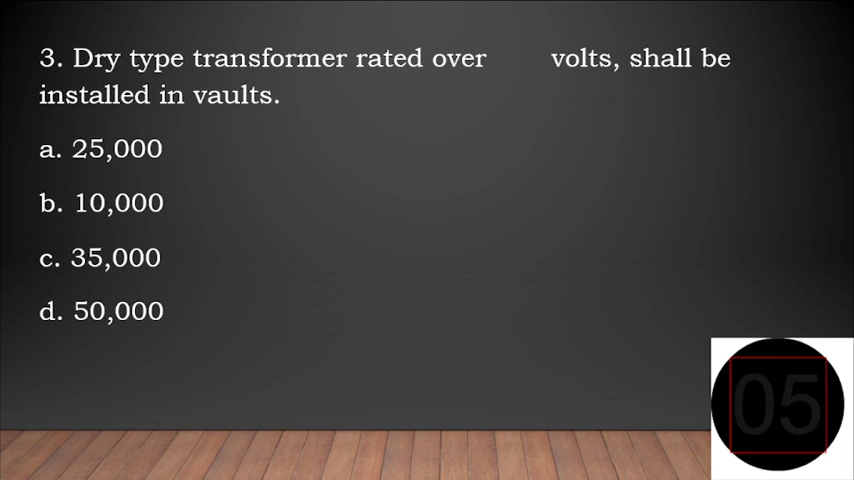 3. Dry type transformer rated over volts, shall be
installed in vaults.
a. 25,000
b. 10,000
c. 35,000
d. 50,000
05